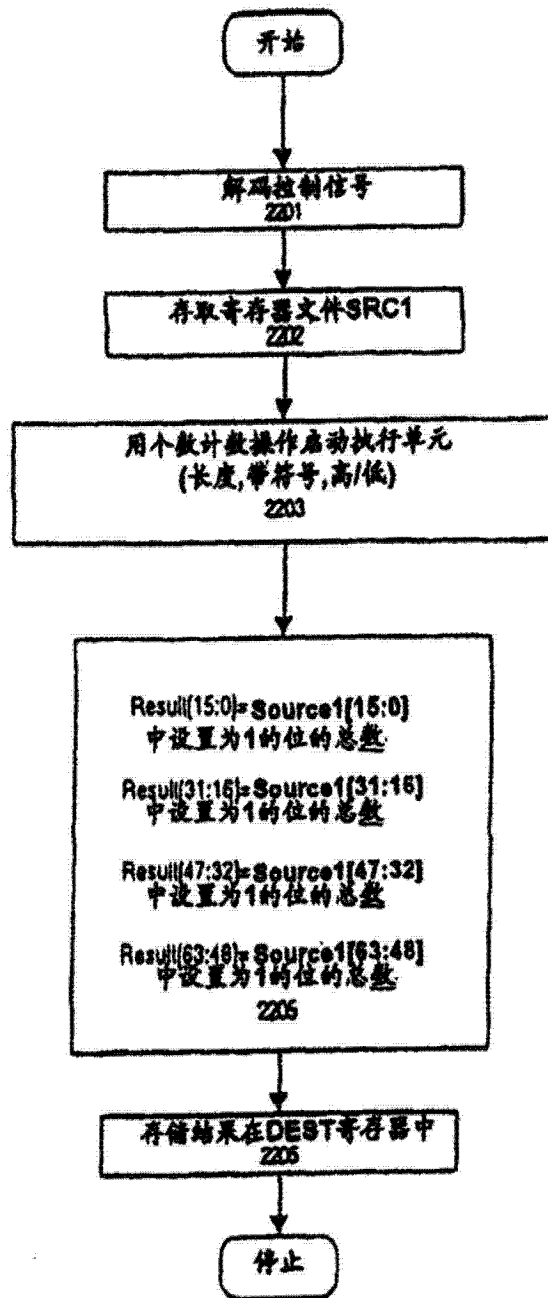 开始
解码控制信号
2201
存取寄存器文件SRC1
2202
用个数计数操作启动执行单元
(长度,带符号,高/低)
2203
Result(15:0)=Source1[15:0]
中设置为1的位的总数
Result(31:16)=Source1[31:16]
中设置为1的位的总数
Result(47:32)=Source1[47:32]
中设置为1的位的总数
Result(63:48)=Source1[63:48]
中设置为1的位的总数
2205
存储结果在DEST寄存器中
2206
停止